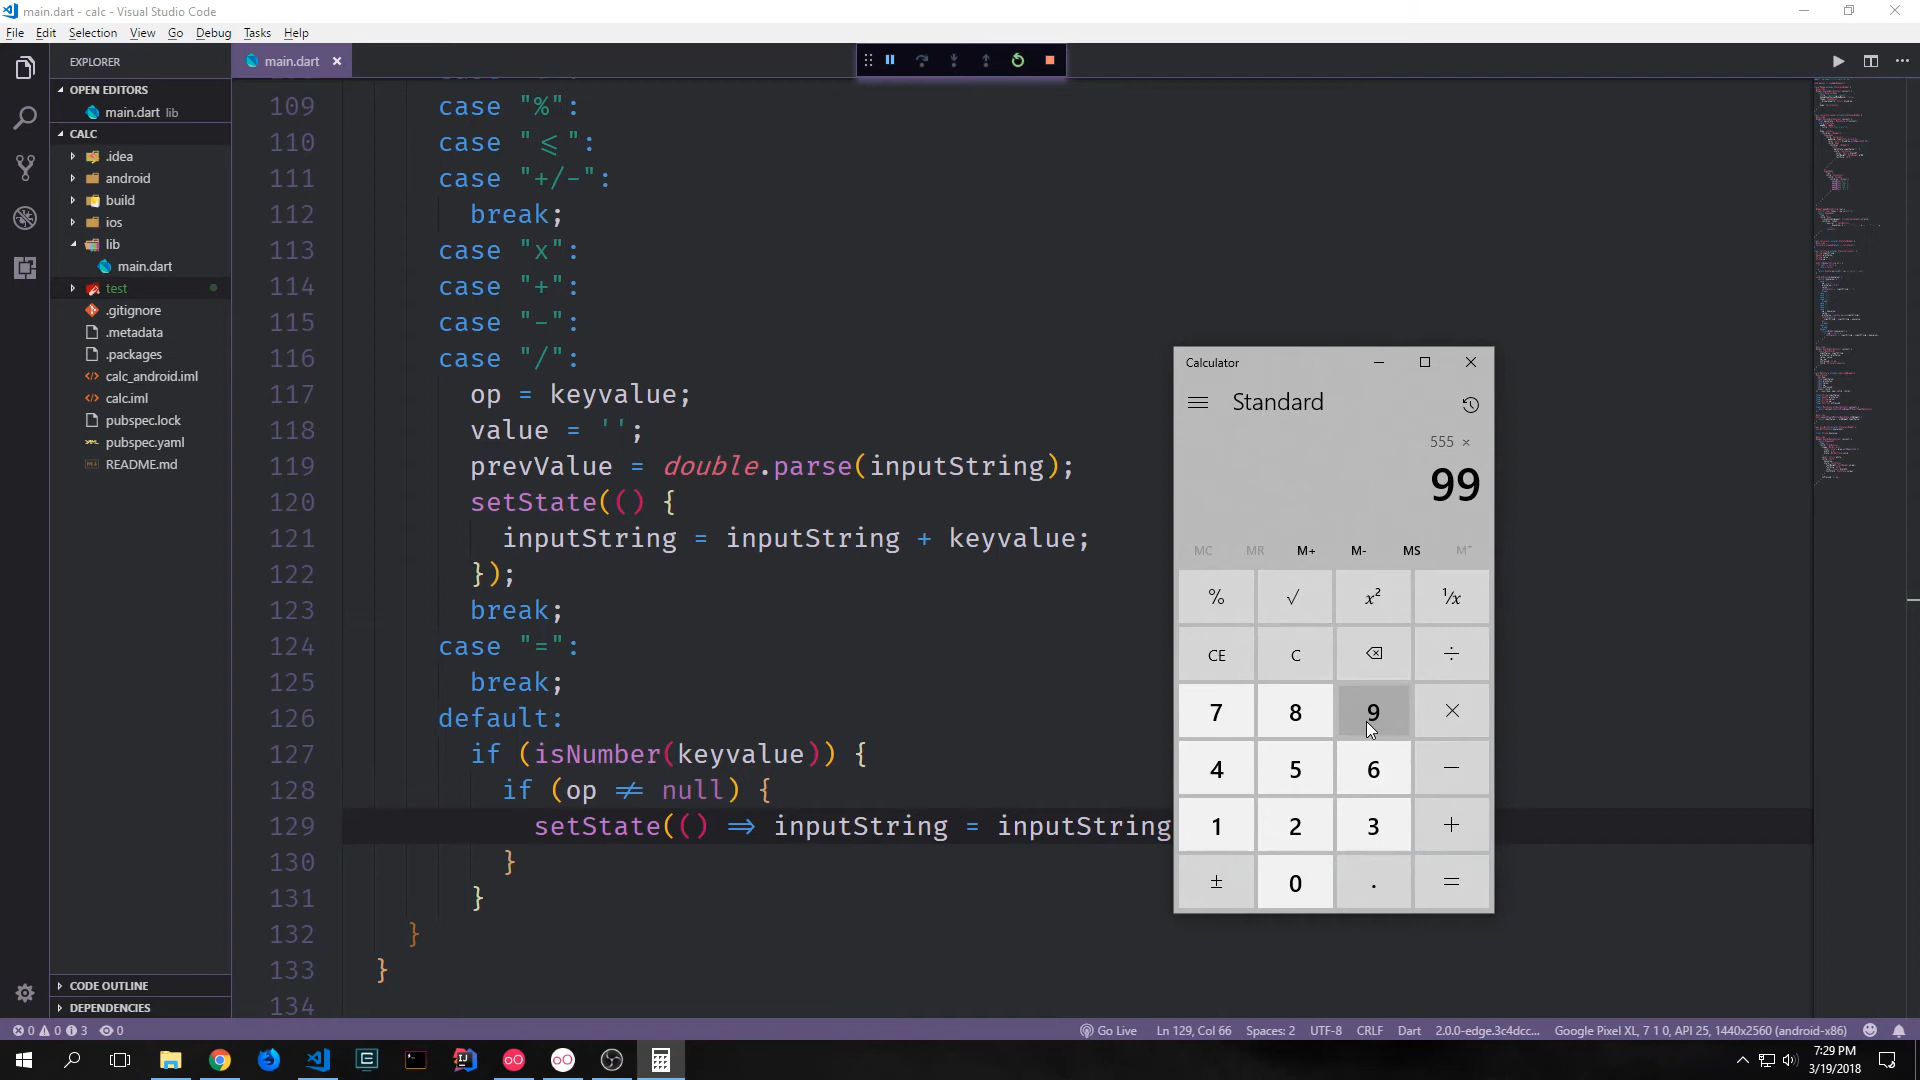 main.dart - calc - Visual Studio Code
File Edit Selection View Go Debug Tasks Help
EXPLORER
main.dart
OPEN EDITORS
main.dart lib
CALC
.idea
android
build
ios
lib
main.dart
test
.gitignore
.metadata
.packages
calc_android.iml
calc.iml
pubspec.lock
pubspec.yaml
README.md
CODE OUTLINE
DEPENDENCIES
109 case "%":
110 case "⩽":
111 case "+/-":
112 break;
113 case "x":
114 case "+":
115 case "-":
116 case "/":
117 op = keyvalue;
118 value = '';
119 prevValue = double.parse(inputString);
120 setState(() {
121 inputString = inputString + keyvalue;
122 });
123 break;
124 case "=":
125 break;
126 default:
127 if (isNumber(keyvalue)) {
128 if (op ≠ null) {
129 setState(() ⇒ inputString = inputString
130 }
131 }
132 }
133 }
134
Calculator
Standard
555 ×
99
MC MR M+ M- MS M˅
% √ x² ¹/x
CE C ⌫ ÷
7 8 9 ×
4 5 6 −
1 2 3 +
± 0 . =
0 0 3 0
Go Live Ln 129, Col 66 Spaces: 2 UTF-8 CRLF Dart 2.0.0-edge.3c4dcc... Google Pixel XL, 7 1 0, API 25, 1440x2560 (android-x86)
7:29 PM
3/19/2018